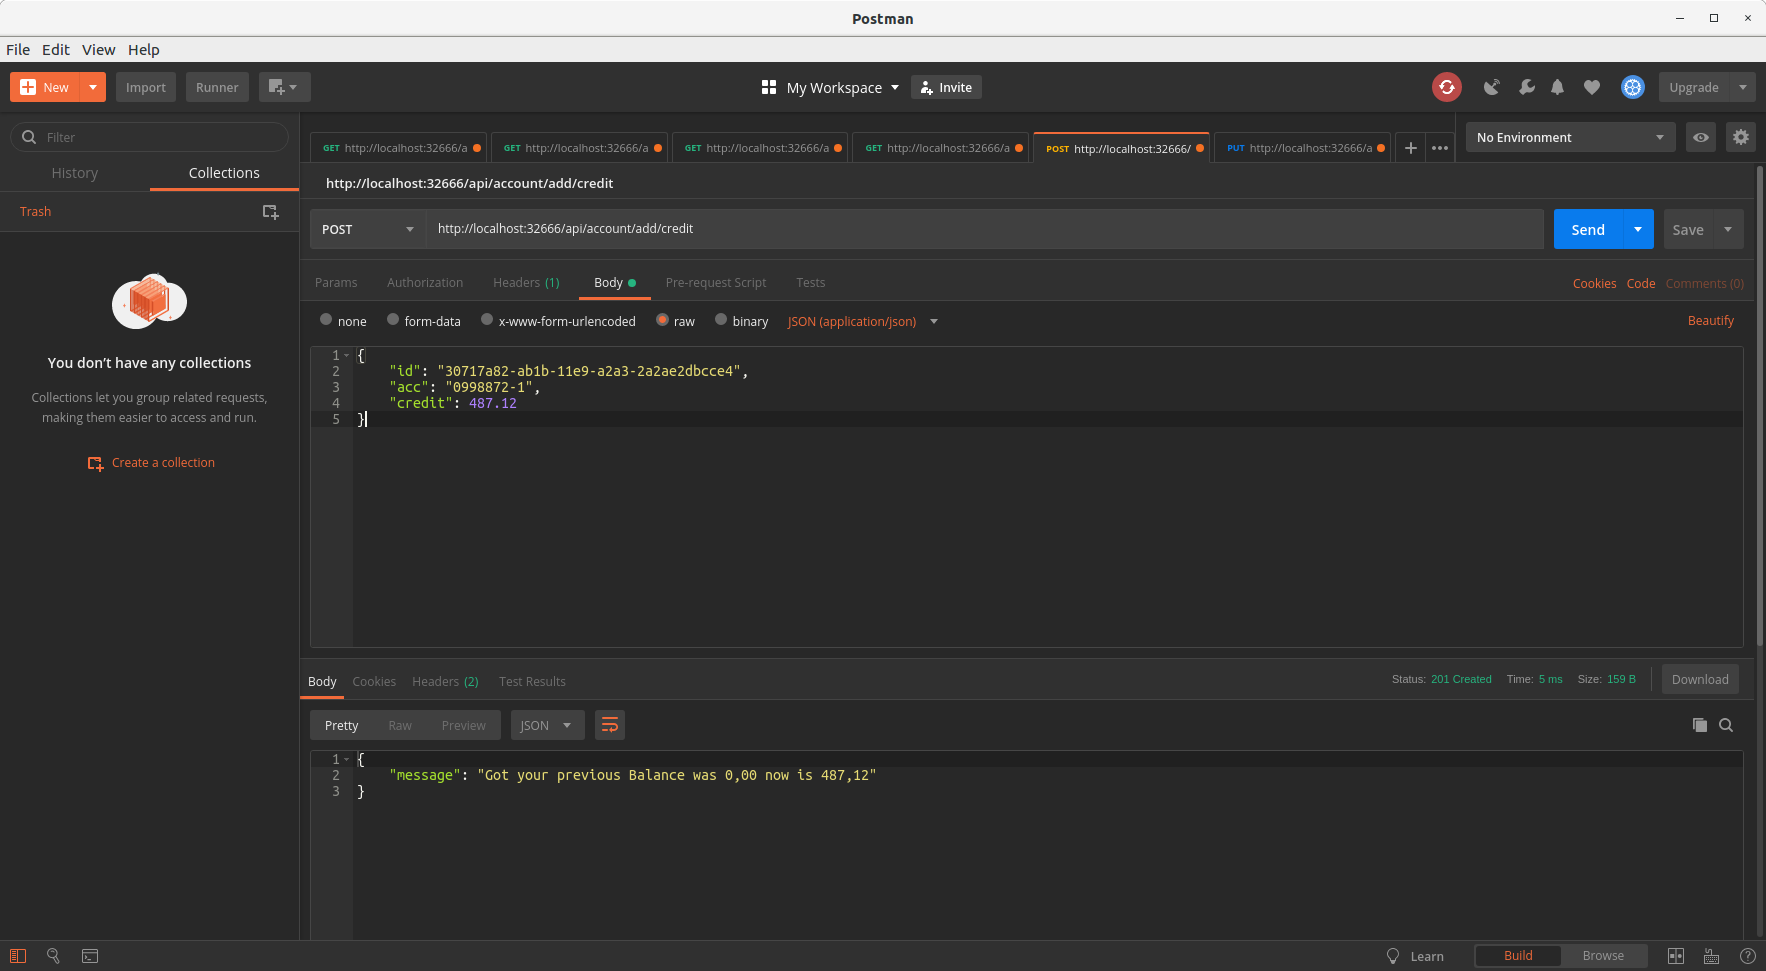 Postman
File Edit View Help
New Import Runner My Workspace Invite Upgrade
Filter
History Collections
Trash
You don't have any collections
Collections let you group related requests,
making them easier to access and run.
Create a collection
GET http://localhost:32666/a GET http://localhost:32666/a GET http://localhost:32666/a GET http://localhost:32666/a POST http://localhost:32666/ PUT http://localhost:32666/a No Environment
http://localhost:32666/api/account/add/credit
POST http://localhost:32666/api/account/add/credit Send Save
Params Authorization Headers (1) Body Pre-request Script Tests Cookies Code Comments (0)
none form-data x-www-form-urlencoded raw binary JSON (application/json) Beautify
1 {
2 "id": "30717a82-ab1b-11e9-a2a3-2a2ae2dbcce4",
3 "acc": "0998872-1",
4 "credit": 487.12
5 }
Body Cookies Headers (2) Test Results Status: 201 Created Time: 5 ms Size: 159 B Download
Pretty Raw Preview JSON
1 {
2 "message": "Got your previous Balance was 0,00 now is 487,12"
3 }
Learn Build Browse